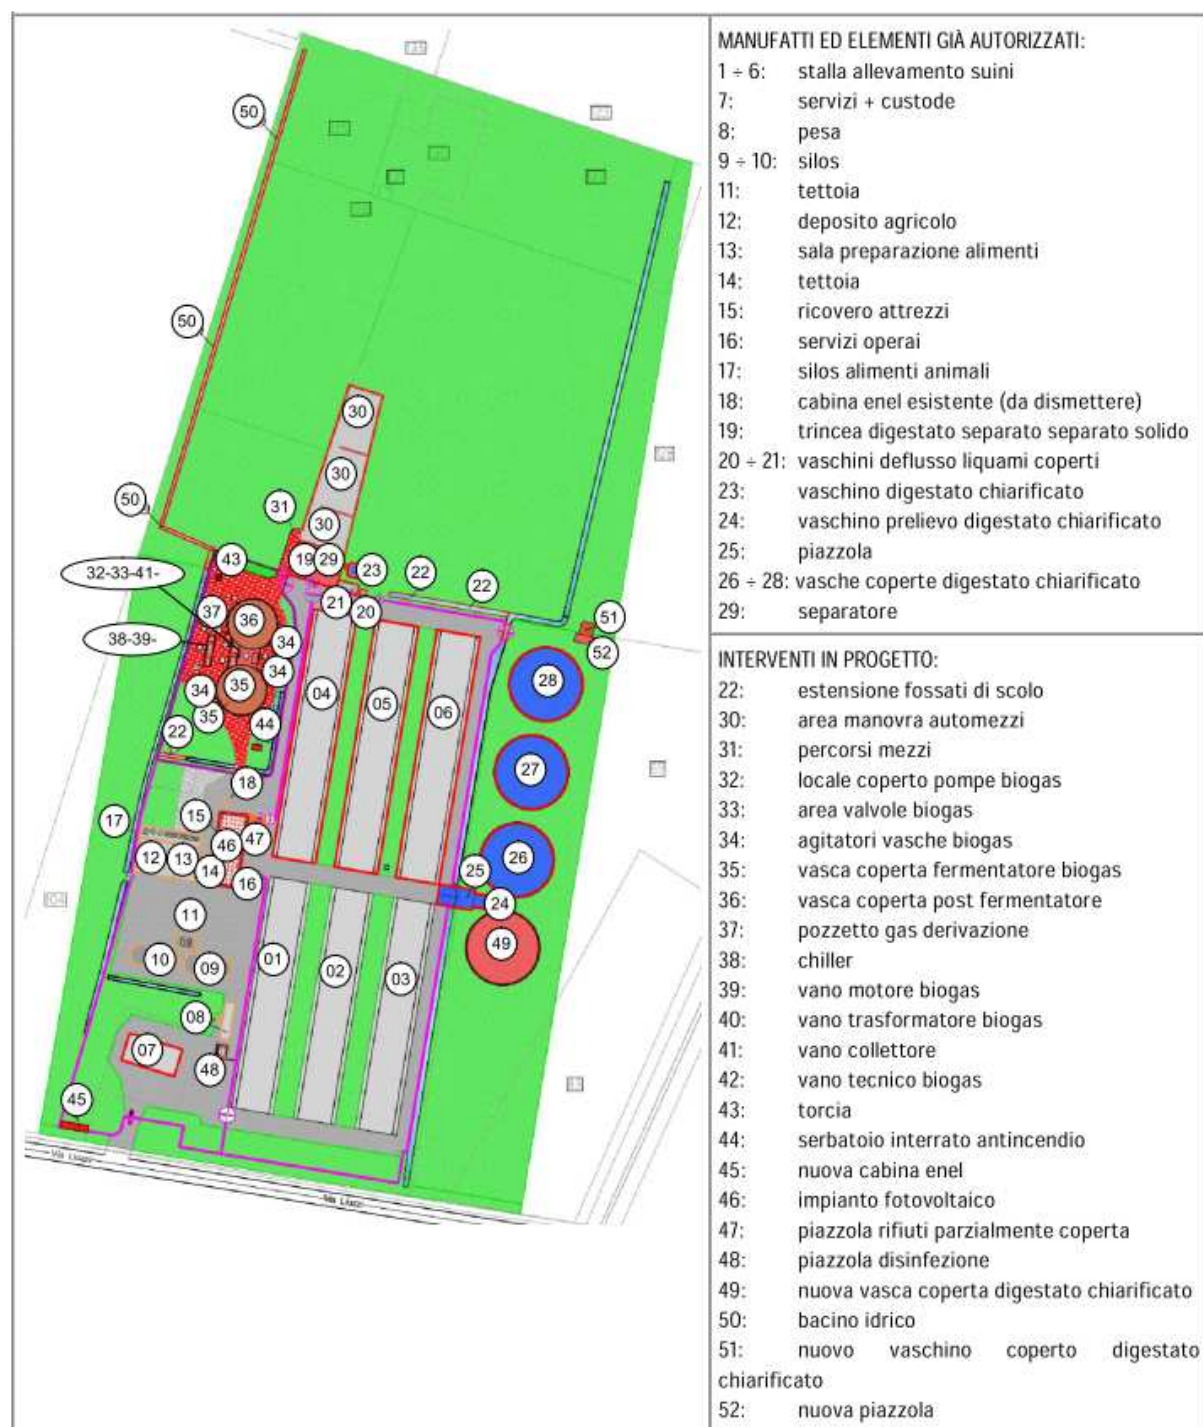 MANUFATTI ED ELEMENTI GIÀ AUTORIZZATI:
1 ÷ 6: stalla allevamento suini
7: servizi + custode
8: pesa
9 ÷ 10: silos
11: tettoia
12: deposito agricolo
13: sala preparazione alimenti
14: tettoia
15: ricovero attrezzi
16: servizi operai
17: silos alimenti animali
18: cabina enel esistente (da dismettere)
19: trincea digestato separato separato solido
20 ÷ 21: vaschini deflusso liquami coperti
23: vaschino digestato chiarificato
24: vaschino prelievo digestato chiarificato
25: piazzola
26 ÷ 28: vasche coperte digestato chiarificato
29: separatore
INTERVENTI IN PROGETTO:
22: estensione fossati di scolo
30: area manovra automezzi
31: percorsi mezzi
32: locale coperto pompe biogas
33: area valvole biogas
34: agitatori vasche biogas
35: vasca coperta fermentatore biogas
36: vasca coperta post fermentatore
37: pozzetto gas derivazione
38: chiller
39: vano motore biogas
40: vano trasformatore biogas
41: vano collettore
42: vano tecnico biogas
43: torcia
44: serbatoio interrato antincendio
45: nuova cabina enel
46: impianto fotovoltaico
47: piazzola rifiuti parzialmente coperta
48: piazzola disinfezione
49: nuova vasca coperta digestato chiarificato
50: bacino idrico
51: nuovo vaschino coperto digestato
chiarificato
52: nuova piazzola
50
50
30
30
50
31
30
43
19
29
23
22
22
32-33-41-
37
36
21
20
51
38-39-
34
52
34
04
05
06
28
34
35
35
44
22
27
18
17
15
47
46
12
13
14
16
25
26
24
11
49
10
09
01
02
03
08
07
48
45
Via
Via